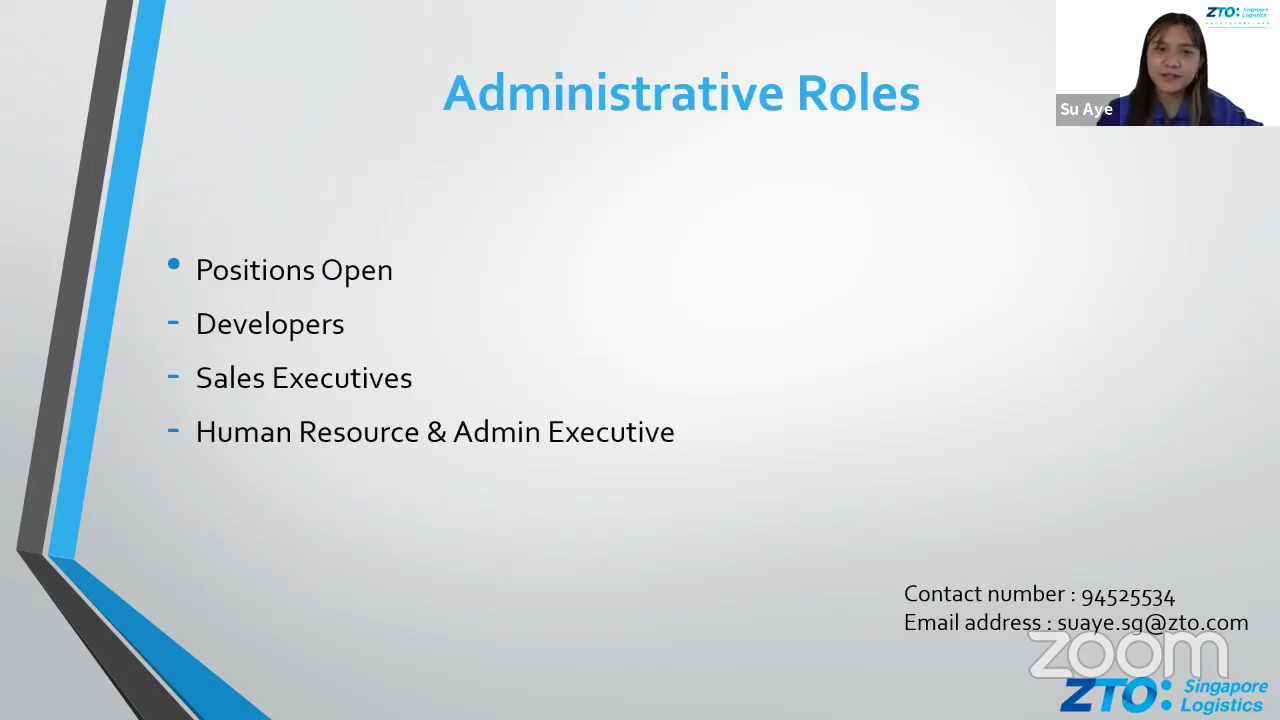 ZTO: Singapore
Logistics
Su Aye
Administrative Roles
• Positions Open
- Developers
- Sales Executives
- Human Resource & Admin Executive
Contact number : 94525534
Email address : suaye.sg@zto.com
zoom
ZTO: Singapore
Logistics